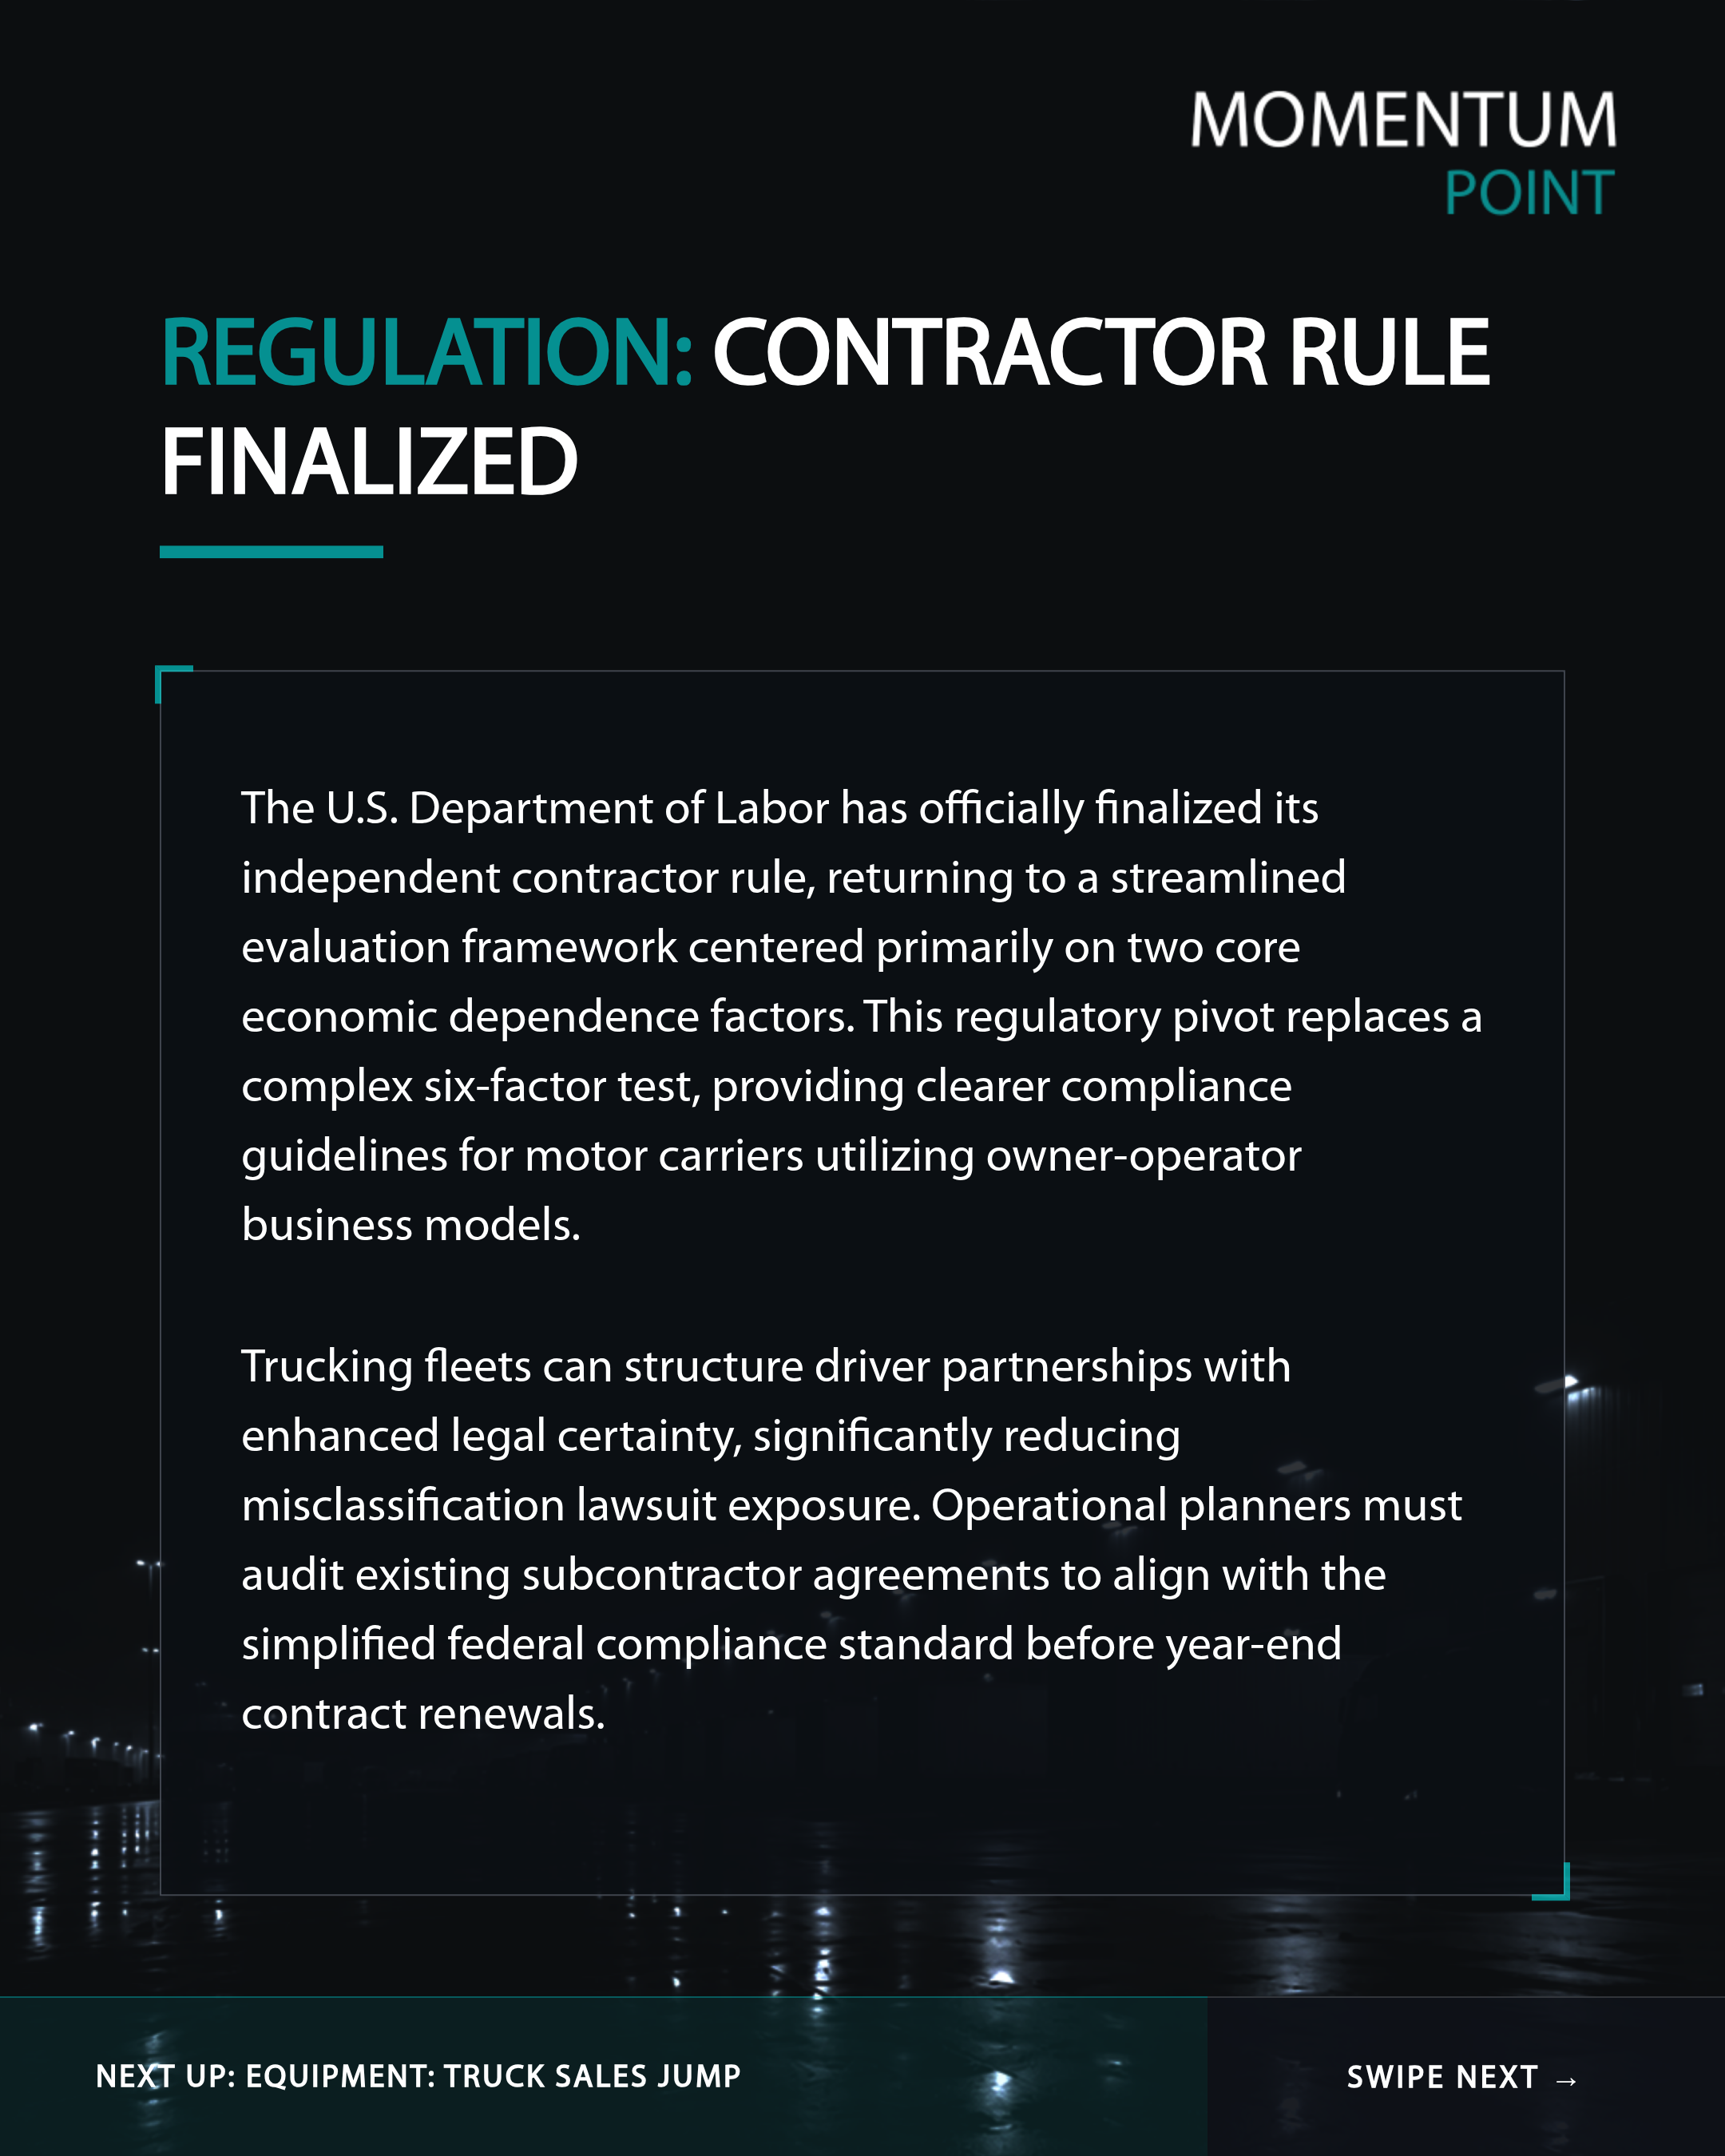 MOMENTUM
POINT
REGULATION: CONTRACTOR RULE
FINALIZED
The U.S. Department of Labor has officially finalized its
independent contractor rule, returning to a streamlined
evaluation framework centered primarily on two core
economic dependence factors. This regulatory pivot replaces a
complex six-factor test, providing clearer compliance
guidelines for motor carriers utilizing owner-operator
business models.
Trucking fleets can structure driver partnerships with
enhanced legal certainty, significantly reducing
misclassification lawsuit exposure. Operational planners must
audit existing subcontractor agreements to align with the
simplified federal compliance standard before year-end
contract renewals.
NEXT UP: EQUIPMENT: TRUCK SALES JUMP
SWIPE NEXT →